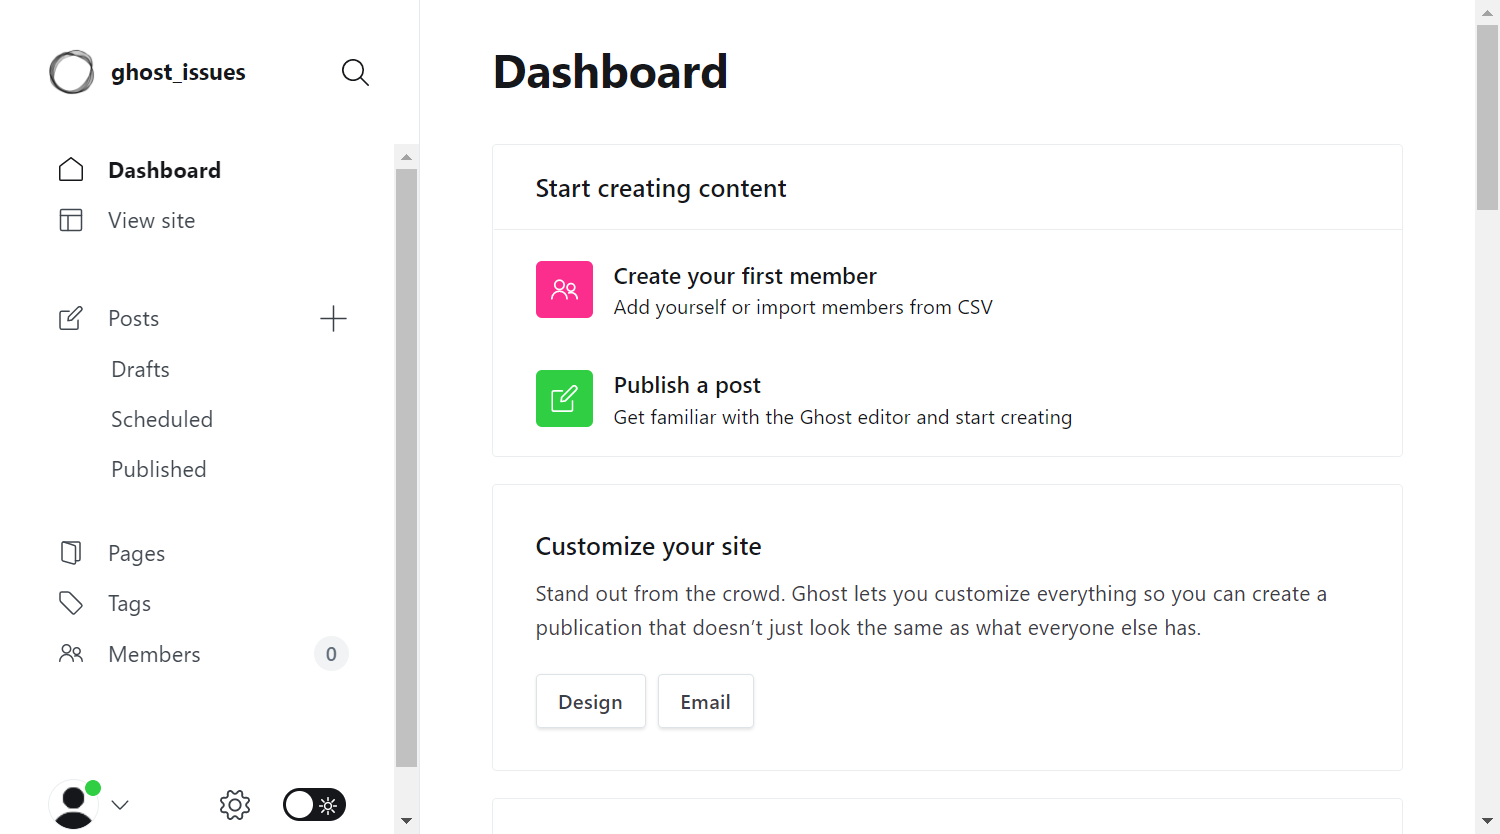 ghost_issues
Dashboard
View site
Posts
Drafts
Scheduled
Published
Pages
Tags
Members
0
Dashboard
Start creating content
Create your first member
Add yourself or import members from CSV
Publish a post
Get familiar with the Ghost editor and start creating
Customize your site
Stand out from the crowd. Ghost lets you customize everything so you can create a
publication that doesn’t just look the same as what everyone else has.
Design
Email